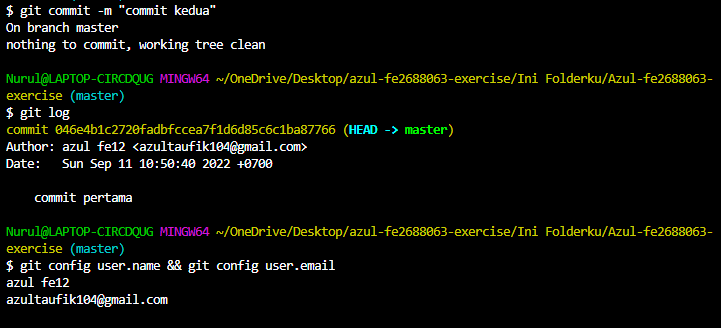 $ git commit -m "commit kedua"
On branch master
nothing to commit, working tree clean
Nurul@LAPTOP-CIRCDQUG MINGW64 ~/OneDrive/Desktop/azul-fe2688063-exercise/Ini Folderku/Azul-fe2688063-
exercise (master)
$ git log
commit 046e4b1c2720fadbfccea7f1d6d85c6c1ba87766 (HEAD -> master)
Author: azul fe12 <azultaufik104@gmail.com>
Date:   Sun Sep 11 10:50:40 2022 +0700
    commit pertama
Nurul@LAPTOP-CIRCDQUG MINGW64 ~/OneDrive/Desktop/azul-fe2688063-exercise/Ini Folderku/Azul-fe2688063-
exercise (master)
$ git config user.name && git config user.email
azul fe12
azultaufik104@gmail.com